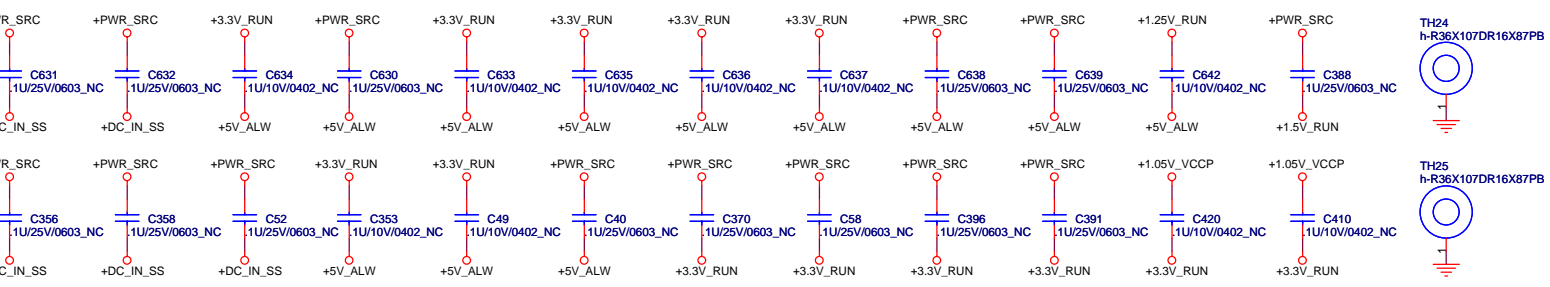 R_SRC +PWR_SRC +3.3V_RUN +PWR_SRC +3.3V_RUN +3.3V_RUN +3.3V_RUN +3.3V_RUN +PWR_SRC +PWR_SRC +1.25V_RUN +PWR_SRC
TH24
h-R36X107DR16X87PB
C631 C632 C634 C630 C633 C635 C636 C637 C638 C639 C642 C388
.1U/25V/0603_NC .1U/25V/0603_NC .1U/10V/0402_NC .1U/25V/0603_NC .1U/10V/0402_NC .1U/10V/0402_NC .1U/10V/0402_NC .1U/10V/0402_NC .1U/25V/0603_NC .1U/25V/0603_NC .1U/10V/0402_NC .1U/25V/0603_NC
1
C_IN_SS +DC_IN_SS +5V_ALW +5V_ALW +5V_ALW +5V_ALW +5V_ALW +5V_ALW +5V_ALW +5V_ALW +5V_ALW +1.5V_RUN
R_SRC +PWR_SRC +PWR_SRC +3.3V_RUN +3.3V_RUN +PWR_SRC +PWR_SRC +PWR_SRC +PWR_SRC +PWR_SRC +1.05V_VCCP +1.05V_VCCP
TH25
h-R36X107DR16X87PB
C356 C358 C52 C353 C49 C40 C370 C58 C396 C391 C420 C410
.1U/25V/0603_NC .1U/25V/0603_NC .1U/25V/0603_NC .1U/10V/0402_NC .1U/10V/0402_NC .1U/25V/0603_NC .1U/25V/0603_NC .1U/25V/0603_NC .1U/25V/0603_NC .1U/25V/0603_NC .1U/10V/0402_NC .1U/10V/0402_NC
1
C_IN_SS +DC_IN_SS +DC_IN_SS +5V_ALW +5V_ALW +5V_ALW +3.3V_RUN +3.3V_RUN +3.3V_RUN +3.3V_RUN +3.3V_RUN +3.3V_RUN